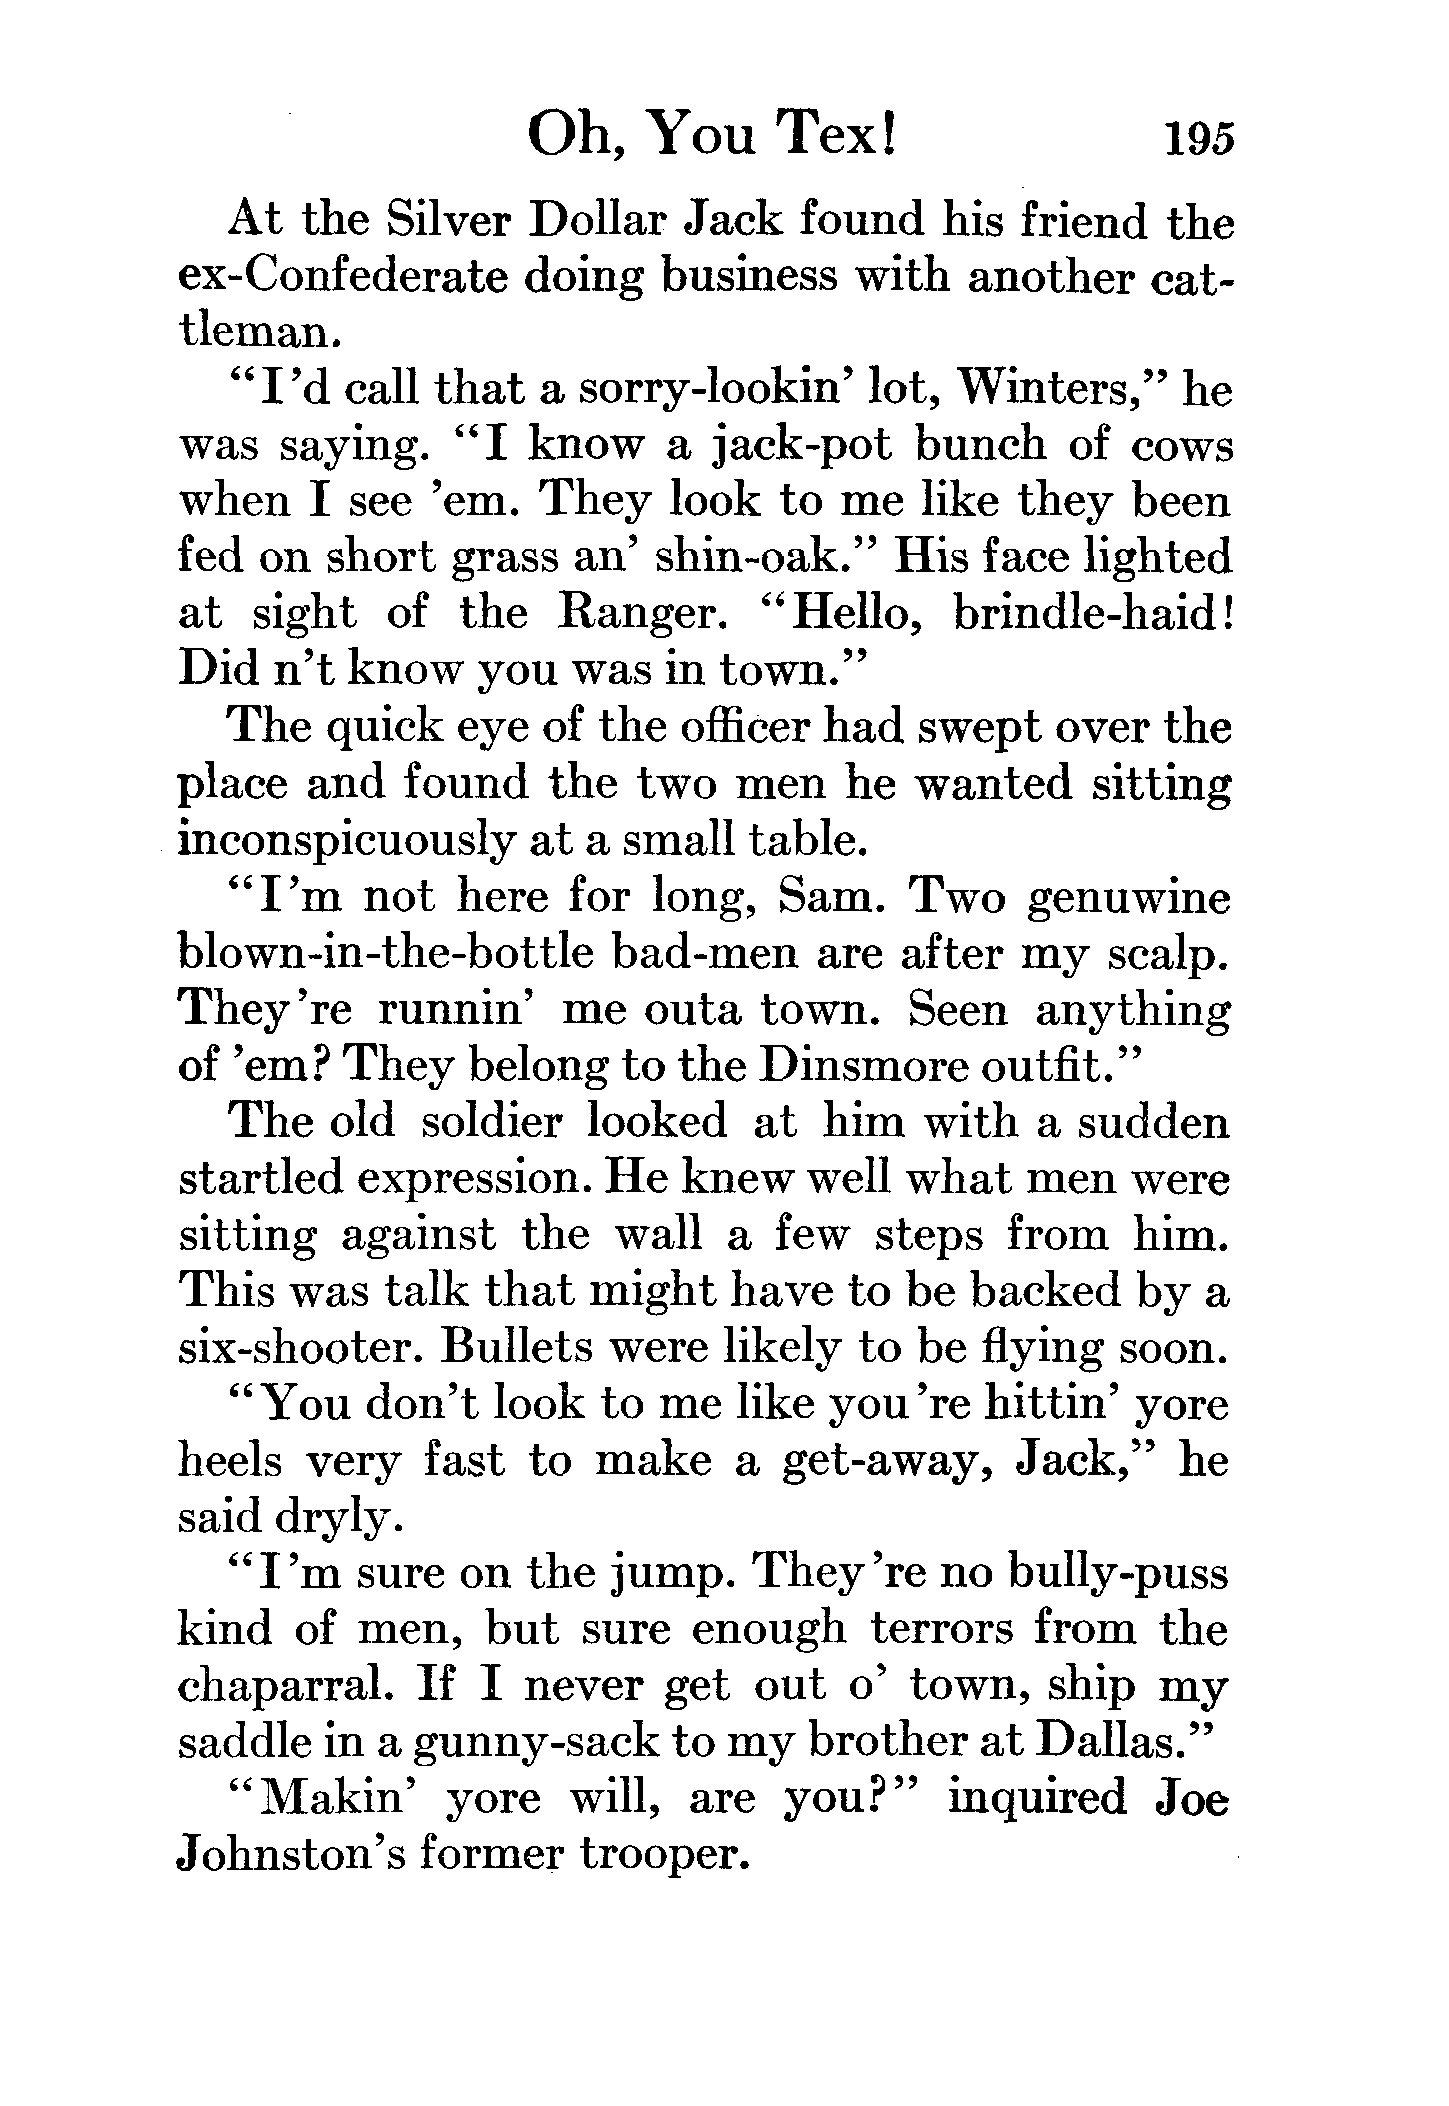 Oh, You Tex! 195
At the Silver Dollar Jack found his friend the
ex-Confederate doing business with another cat-
tleman.
“I’d call that a sorry-lookin’ lot, Winters,” he
was saying. “I know a jack-pot bunch of cows
when I see ’em. They look to me like they been
fed on short grass an’ shin-oak.” His face lighted
at sight of the Ranger. “Hello, brindle-haid!
Did n’t know you was in town.”
The quick eye of the officer had swept over the
place and found the two men he wanted sitting
inconspicuously at a small table.
“I’m not here for long, Sam. Two genuwine
blown-in-the-bottle bad-men are after my scalp.
They’re runnin’ me outa town. Seen anything
of ’em? They belong to the Dinsmore outfit.”
The old soldier looked at him with a sudden
startled expression. He knew well what men were
sitting against the wall a few steps from him.
This was talk that might have to be backed by a
six-shooter. Bullets were likely to be flying soon.
“You don’t look to me like you’re hittin’ yore
heels very fast to make a get-away, Jack,” he
said dryly.
“I’m sure on the jump. They’re no bully-puss
kind of men, but sure enough terrors from the
chaparral. If I never get out o’ town, ship my
saddle in a gunny-sack to my brother at Dallas.”
“Makin’ yore will, are you?” inquired Joe
Johnston’s former trooper.